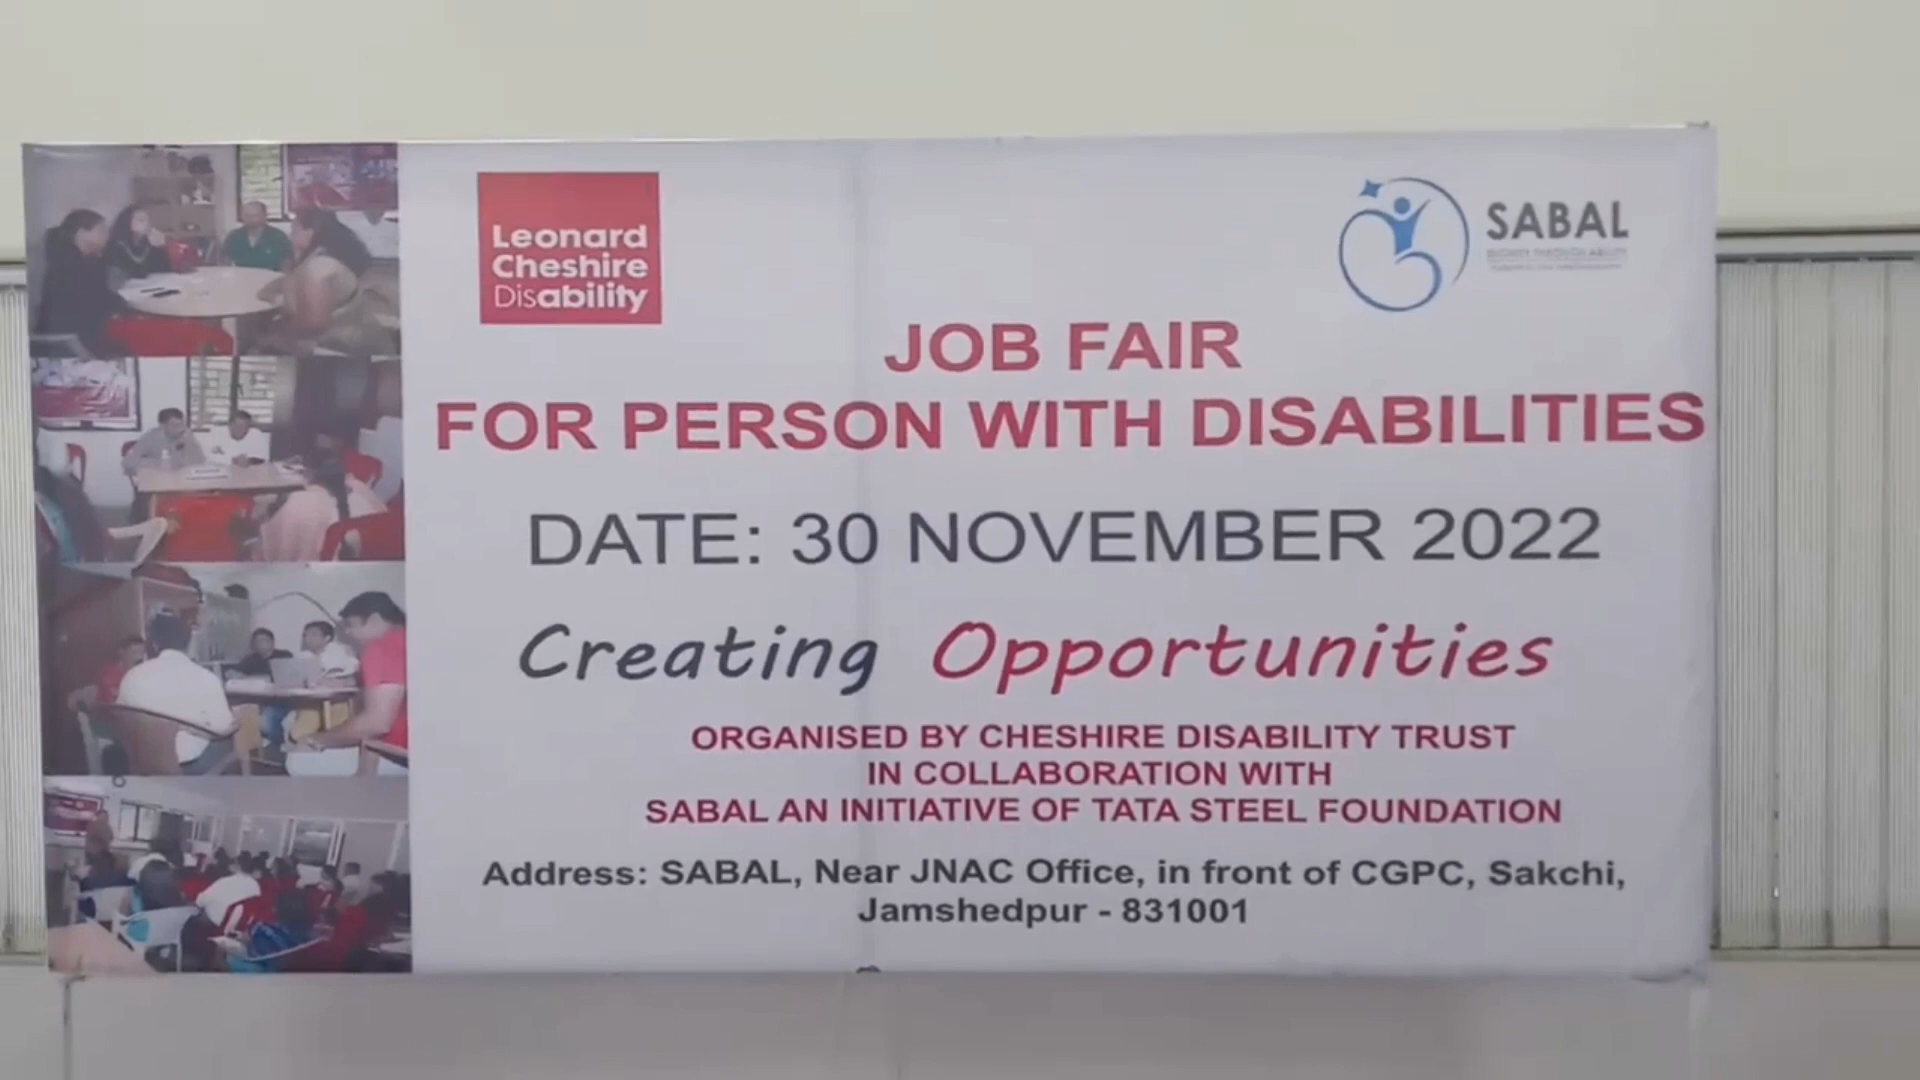 Leonard
Cheshire
Disability
SABAL
JOB FAIR
FOR PERSON WITH DISABILITIES
DATE: 30 NOVEMBER 2022
Creating Opportunities
ORGANISED BY CHESHIRE DISABILITY TRUST
IN COLLABORATION WITH
SABAL AN INITIATIVE OF TATA STEEL FOUNDATION
Address: SABAL, Near JNAC Office, in front of CGPC, Sakchi,
Jamshedpur - 831001